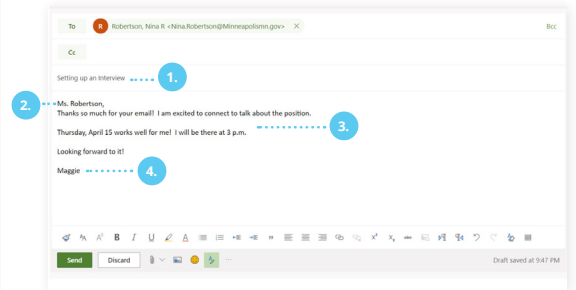 To R Robertson, Nina R <Nina.Robertson@Minneapolismn.gov> × Bcc
Cc
Setting up an Interview 1.
2. Ms. Robertson,
Thanks so much for your email! I am excited to connect to talk about the position.
Thursday, April 15 works well for me! I will be there at 3 p.m. 3.
Looking forward to it!
Maggie 4.
B I U A
Send Discard Draft saved at 9:47 PM